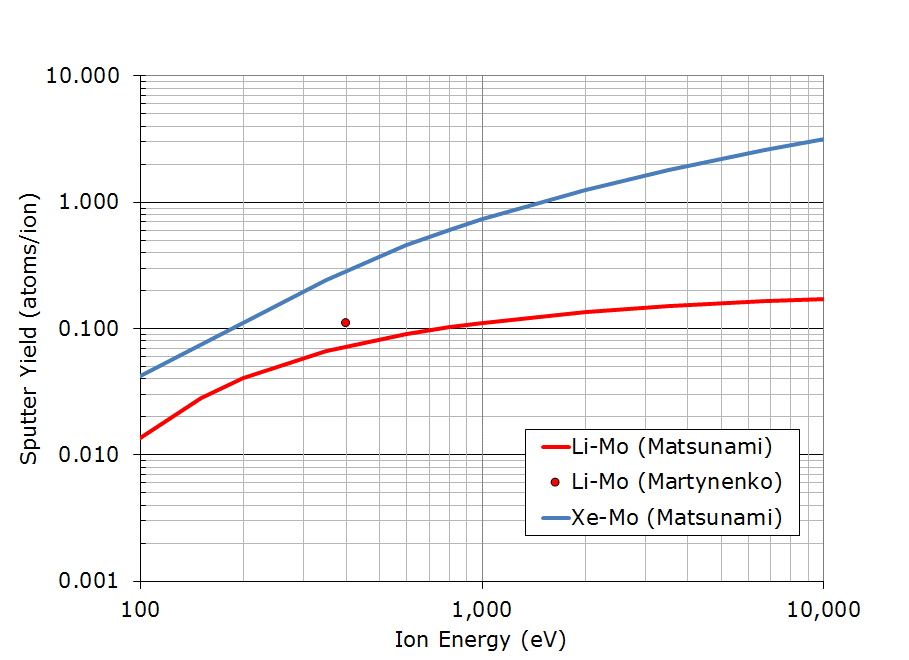 10.000
1.000
0.100
0.010
0.001
Sputter Yield (atoms/ion)
Li-Mo (Matsunami)
Li-Mo (Martynenko)
Xe-Mo (Matsunami)
100 1,000 10,000
Ion Energy (eV)